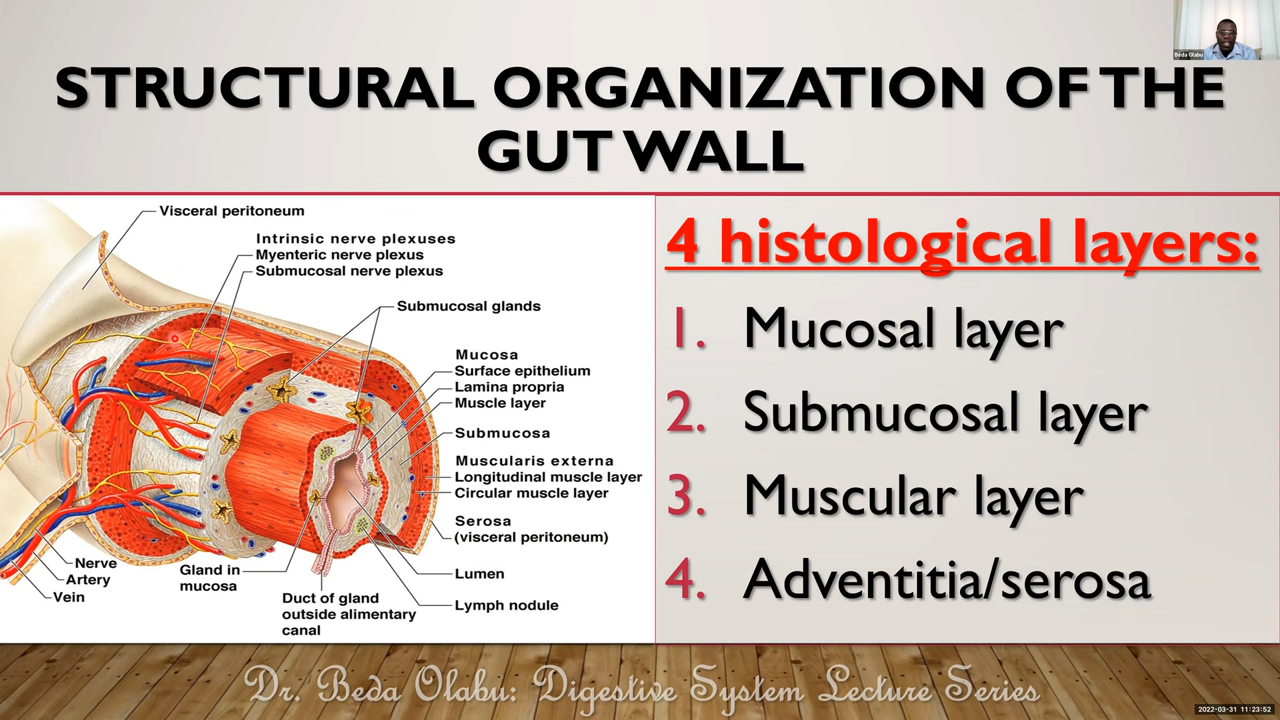 Beda Olabu
STRUCTURAL ORGANIZATION OF THE
GUT WALL
Visceral peritoneum
Intrinsic nerve plexuses
Myenteric nerve plexus
Submucosal nerve plexus
Submucosal glands
Mucosa
Surface epithelium
Lamina propria
Muscle layer
Submucosa
Muscularis externa
Longitudinal muscle layer
Circular muscle layer
Serosa
(visceral peritoneum)
Nerve
Artery
Vein
Gland in
mucosa
Duct of gland
outside alimentary
canal
Lumen
Lymph nodule
4 histological layers:
1. Mucosal layer
2. Submucosal layer
3. Muscular layer
4. Adventitia/serosa
Dr. Beda Olabu: Digestive System Lecture Series
2022-03-31 11:23:52